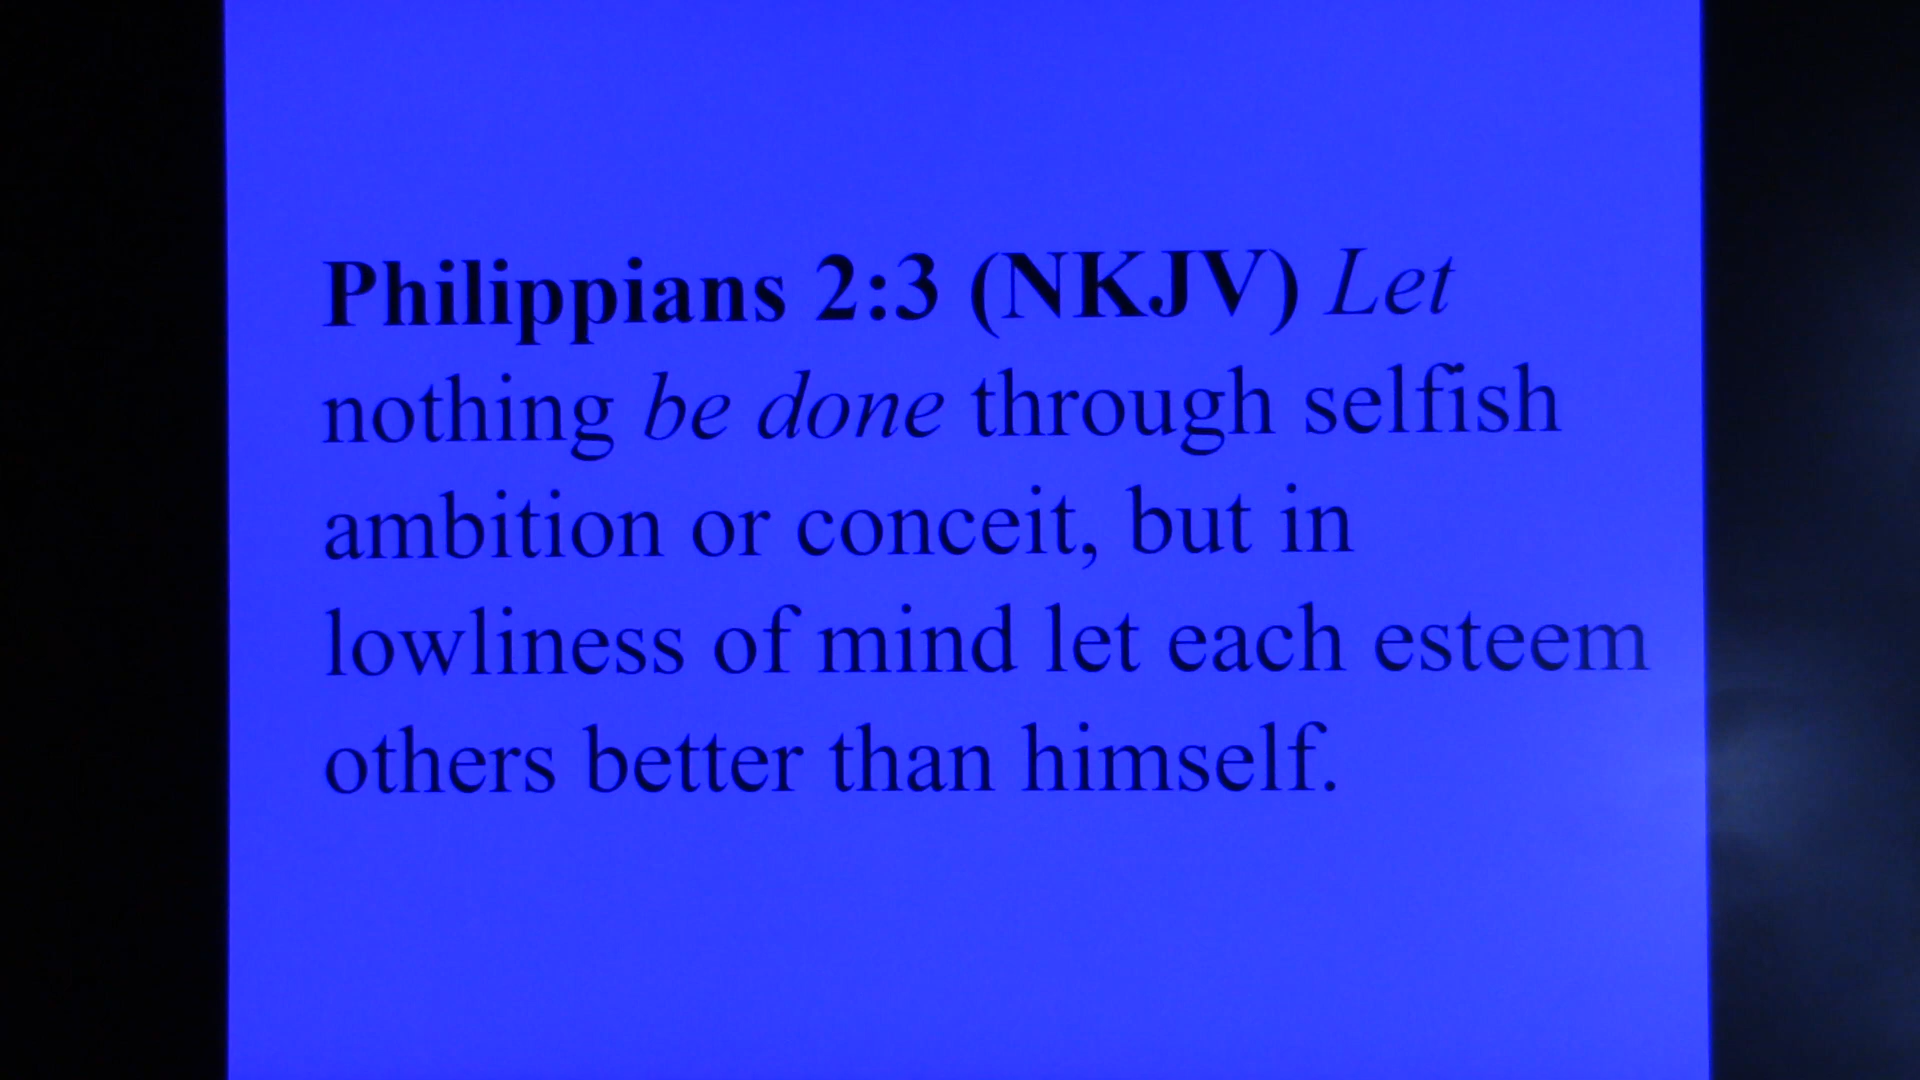 Philippians 2:3 (NKJV) Let
nothing be done through selfish
ambition or conceit, but in
lowliness of mind let each esteem
others better than himself.